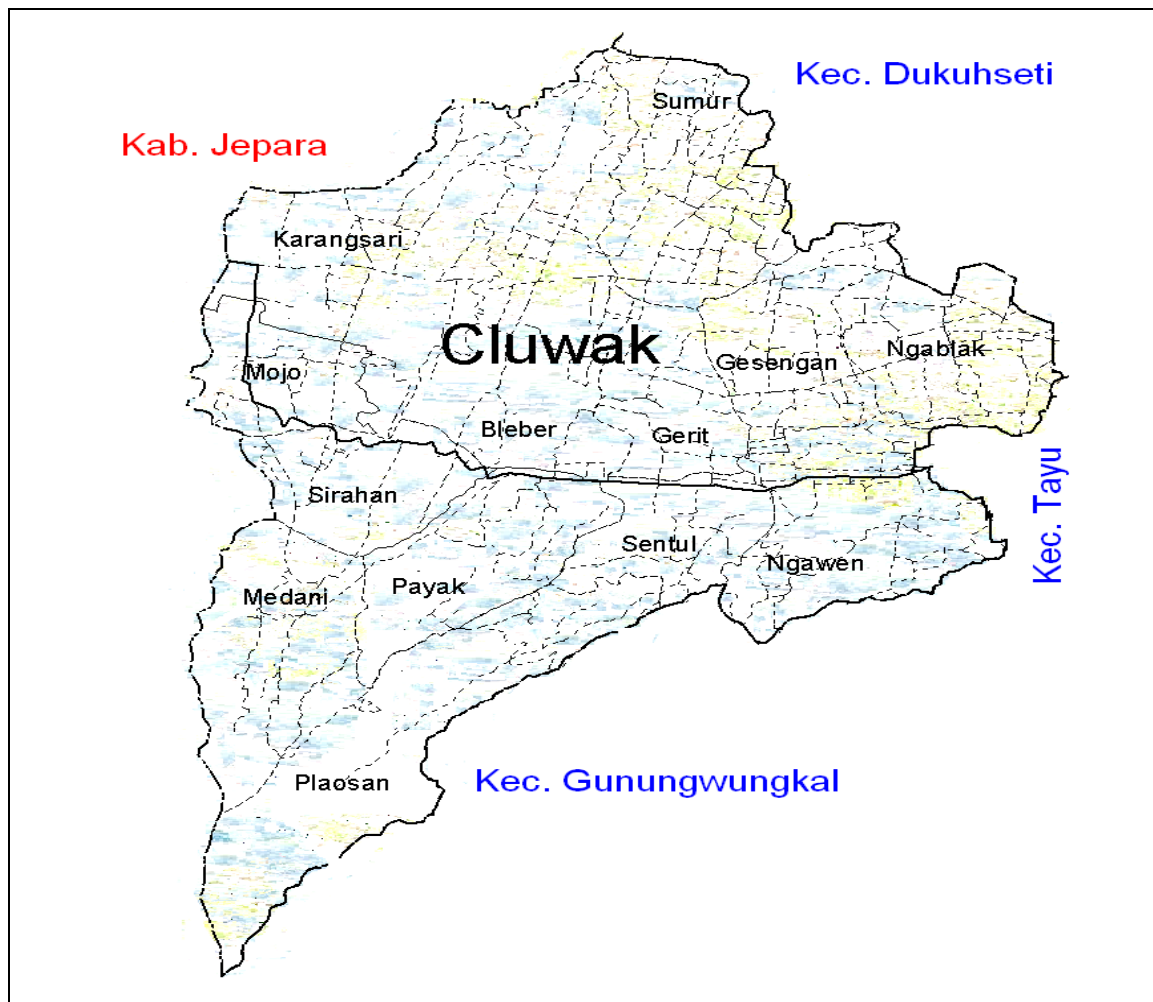 Kec. Dukuhseti
Sumur
Kab. Jepara
Karangsari
Cluwak
Ngablak
Gesengan
Mojo
Bleber
Gerit
Kec. Tayu
Sirahan
Sentul
Ngawen
Payak
Medani
Plaosan
Kec. Gunungwungkal